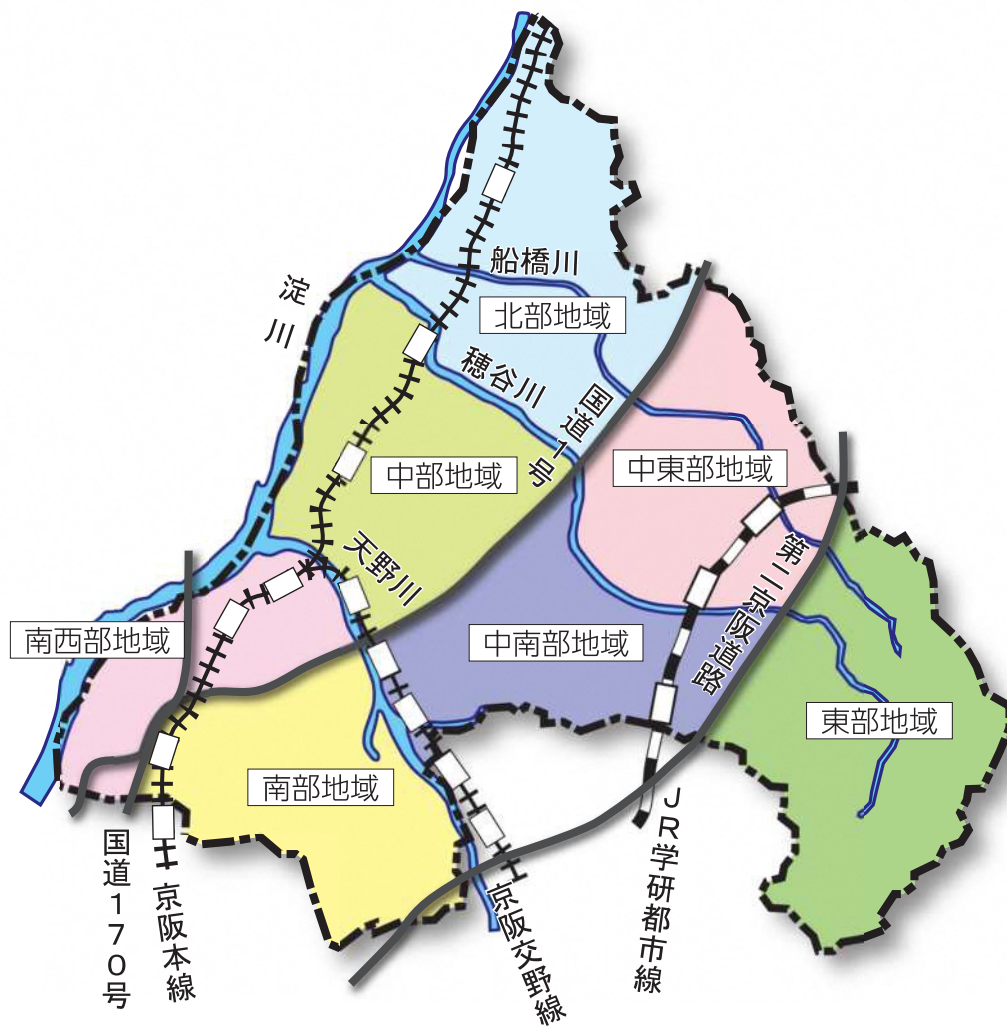 淀川
船橋川
北部地域
穂谷川
国道1号
中部地域
中東部地域
天野川
第二京阪道路
南西部地域
中南部地域
東部地域
南部地域
国道170号
京阪本線
京阪交野線
JR学研都市線